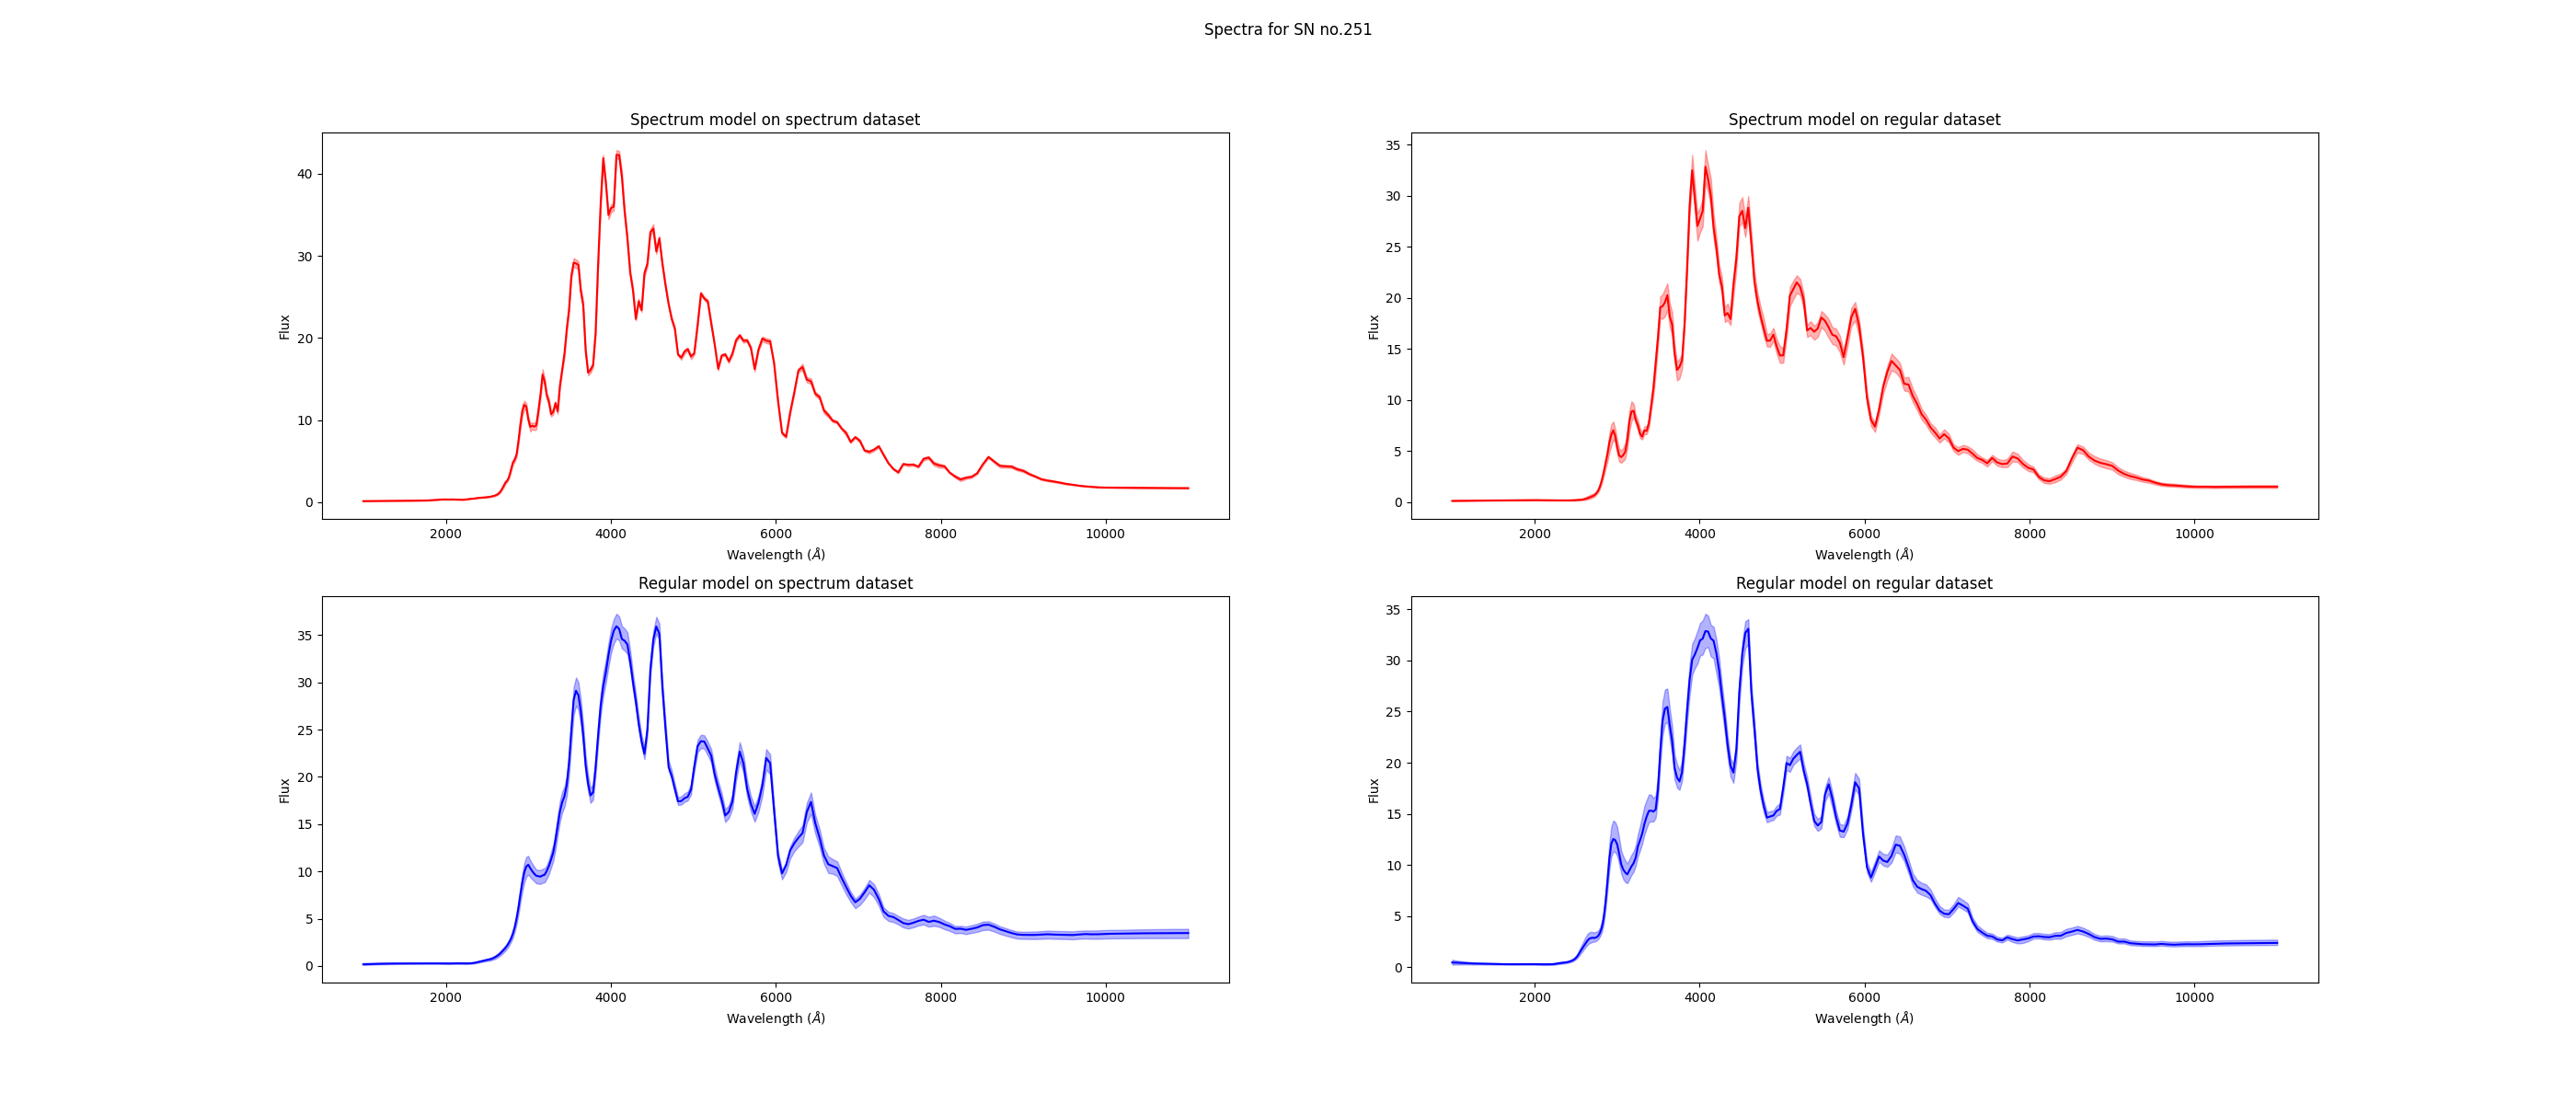 Spectra for SN no.251
Spectrum model on spectrum dataset
Flux
40
30
20
10
0
2000 4000 6000 8000 10000
Wavelength (Å)
Spectrum model on regular dataset
Flux
35
30
25
20
15
10
5
0
2000 4000 6000 8000 10000
Wavelength (Å)
Regular model on spectrum dataset
Flux
35
30
25
20
15
10
5
0
2000 4000 6000 8000 10000
Wavelength (Å)
Regular model on regular dataset
Flux
35
30
25
20
15
10
5
0
2000 4000 6000 8000 10000
Wavelength (Å)